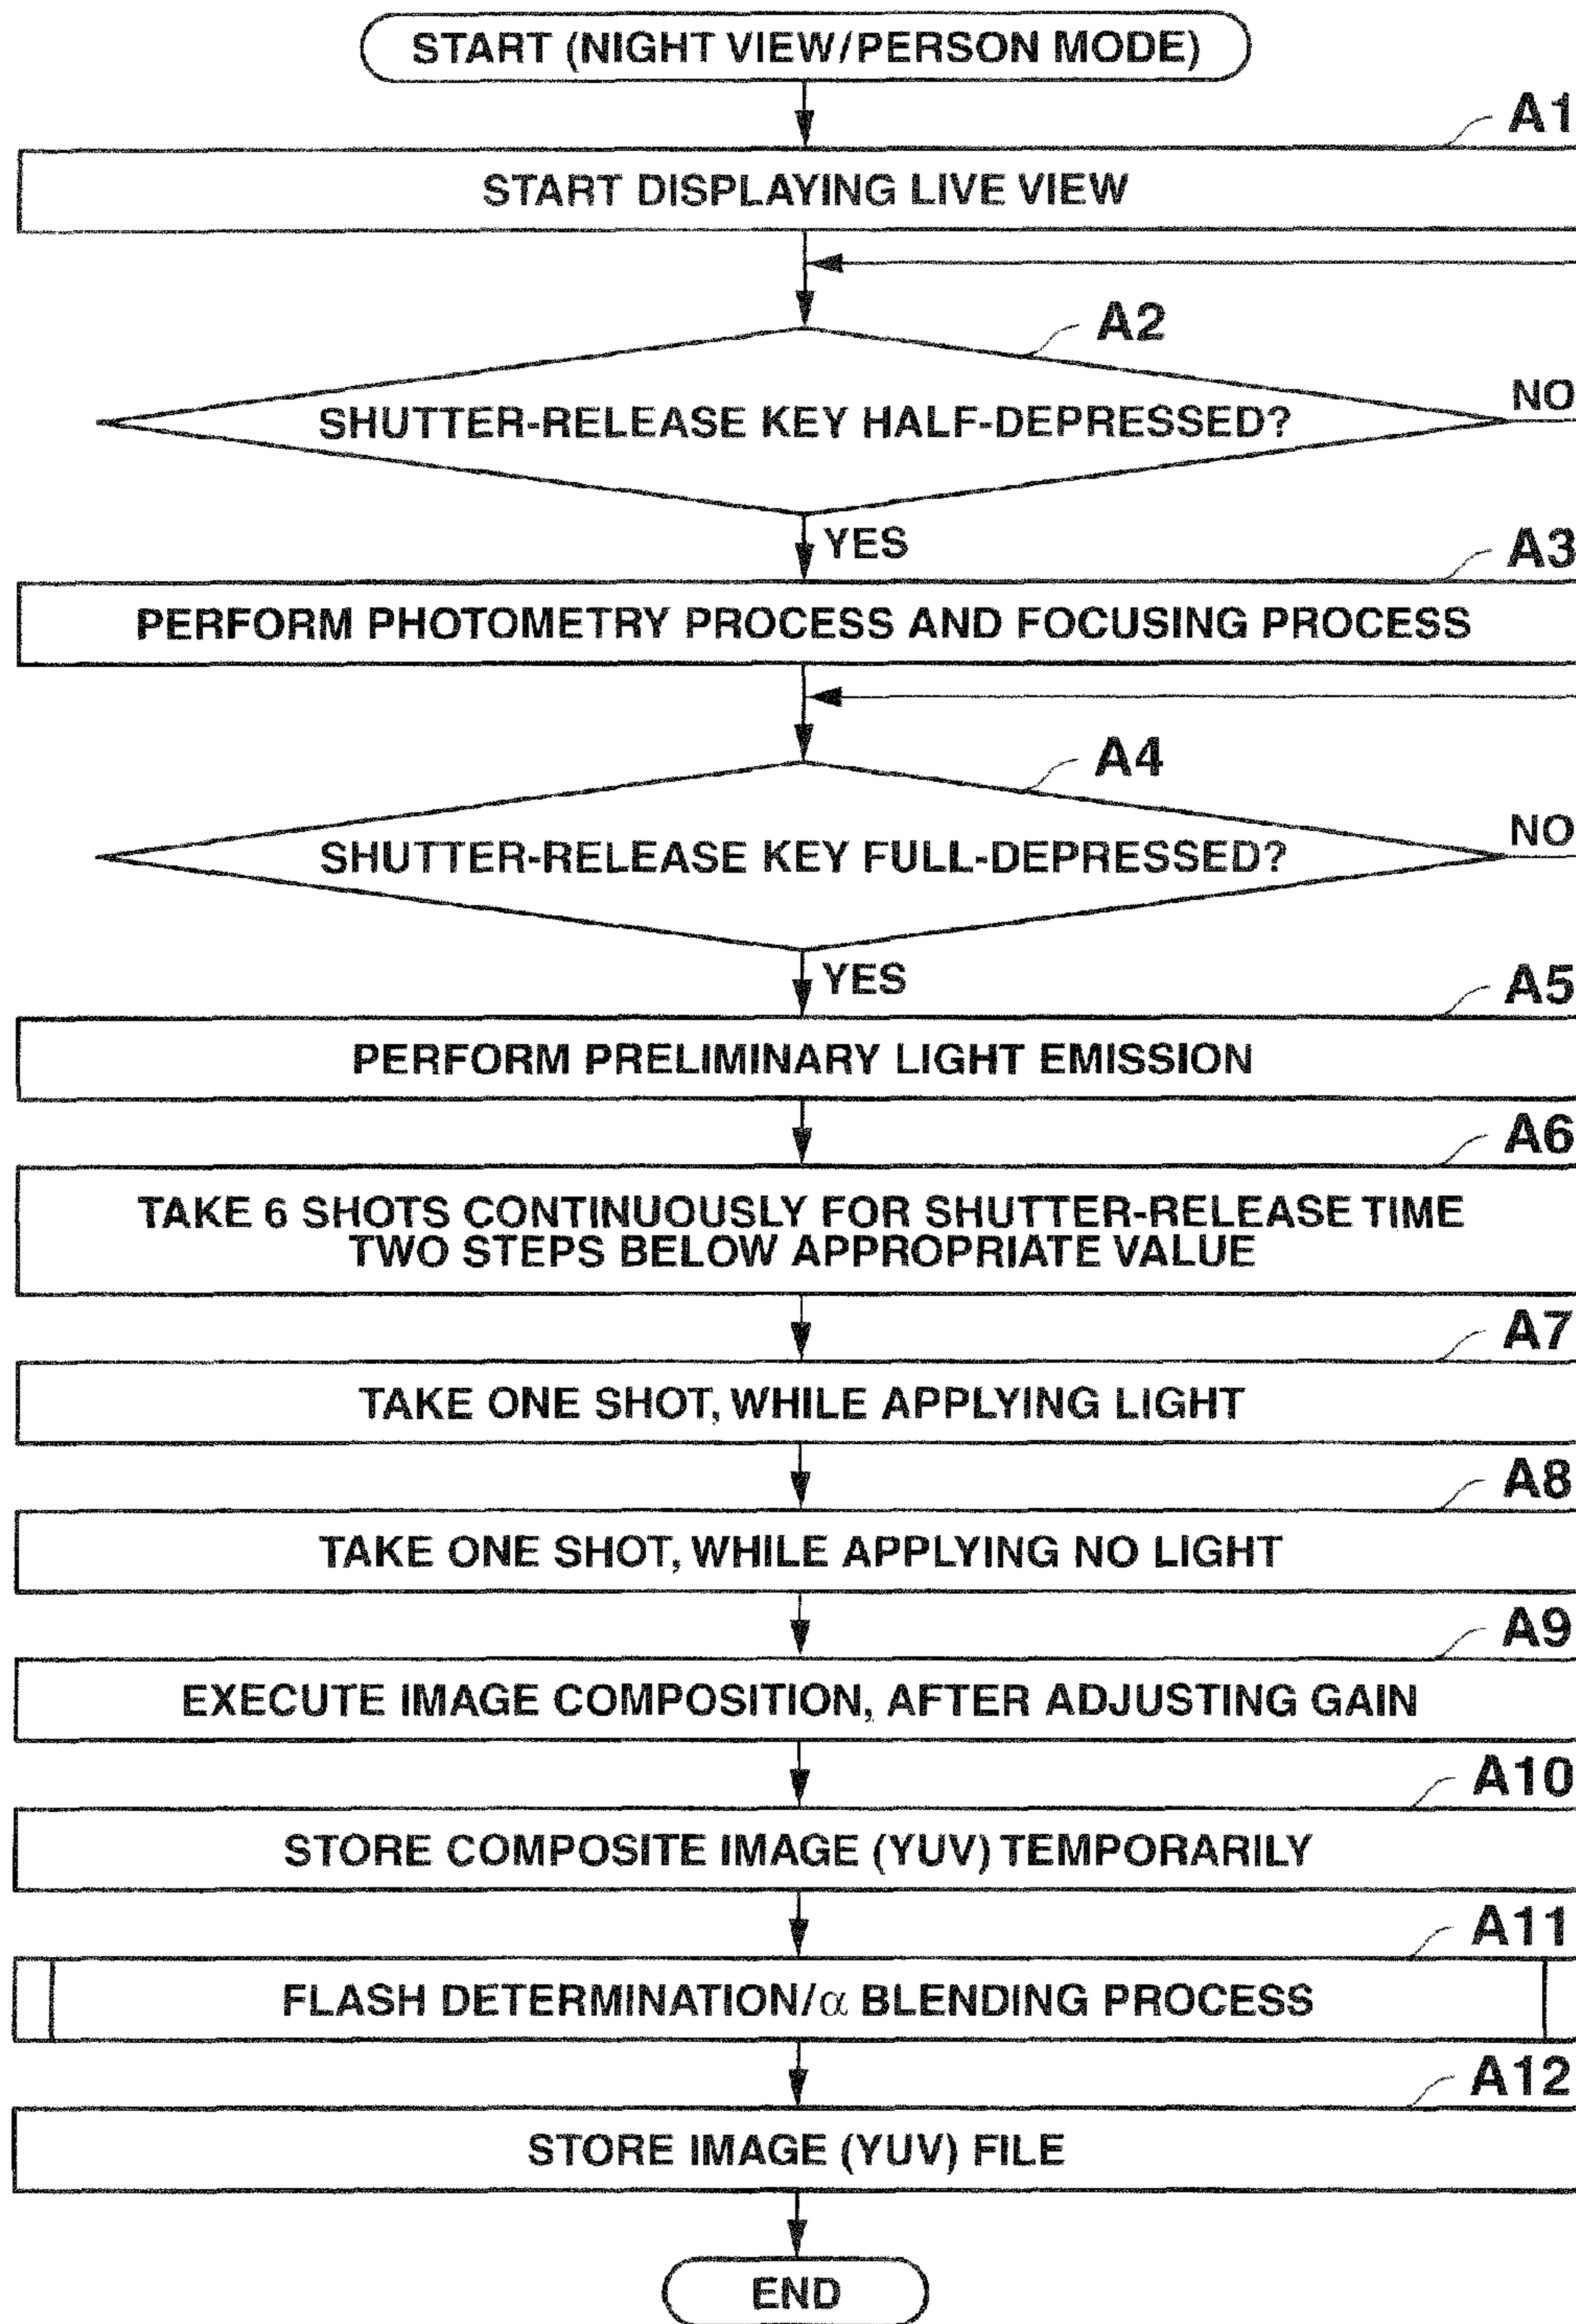 START (NIGHT VIEW/PERSON MODE)
A1
START DISPLAYING LIVE VIEW
A2
SHUTTER-RELEASE KEY HALF-DEPRESSED?
NO
YES
A3
PERFORM PHOTOMETRY PROCESS AND FOCUSING PROCESS
A4
SHUTTER-RELEASE KEY FULL-DEPRESSED?
NO
YES
A5
PERFORM PRELIMINARY LIGHT EMISSION
A6
TAKE 6 SHOTS CONTINUOUSLY FOR SHUTTER-RELEASE TIME
TWO STEPS BELOW APPROPRIATE VALUE
A7
TAKE ONE SHOT, WHILE APPLYING LIGHT
A8
TAKE ONE SHOT, WHILE APPLYING NO LIGHT
A9
EXECUTE IMAGE COMPOSITION, AFTER ADJUSTING GAIN
A10
STORE COMPOSITE IMAGE (YUV) TEMPORARILY
A11
FLASH DETERMINATION/α BLENDING PROCESS
A12
STORE IMAGE (YUV) FILE
END